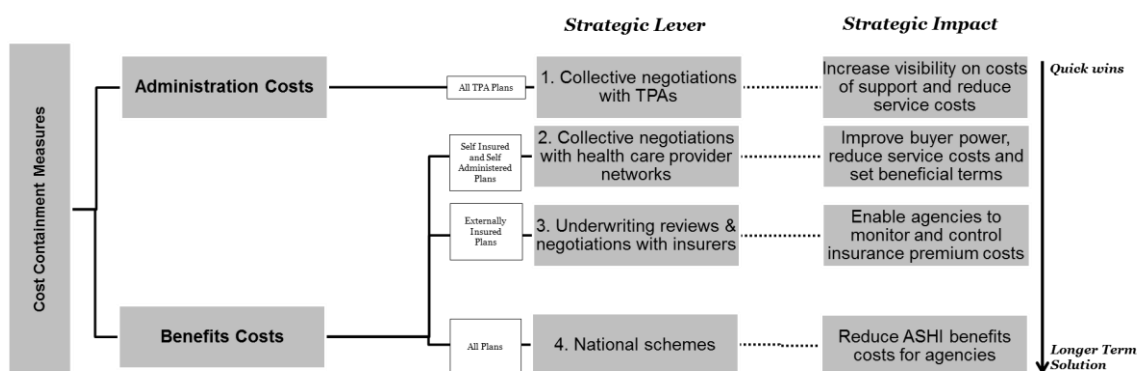 Strategic Lever
Strategic Impact
Cost Containment Measures
Administration Costs
All TPA Plans
1. Collective negotiations
with TPAs
Increase visibility on costs
of support and reduce
service costs
Quick wins
Self Insured
and Self
Administered
Plans
2. Collective negotiations
with health care provider
networks
Improve buyer power,
reduce service costs and
set beneficial terms
Externally
Insured
Plans
3. Underwriting reviews &
negotiations with insurers
Enable agencies to
monitor and control
insurance premium costs
Benefits Costs
All Plans
4. National schemes
Reduce ASHI benefits
costs for agencies
Longer Term
Solution